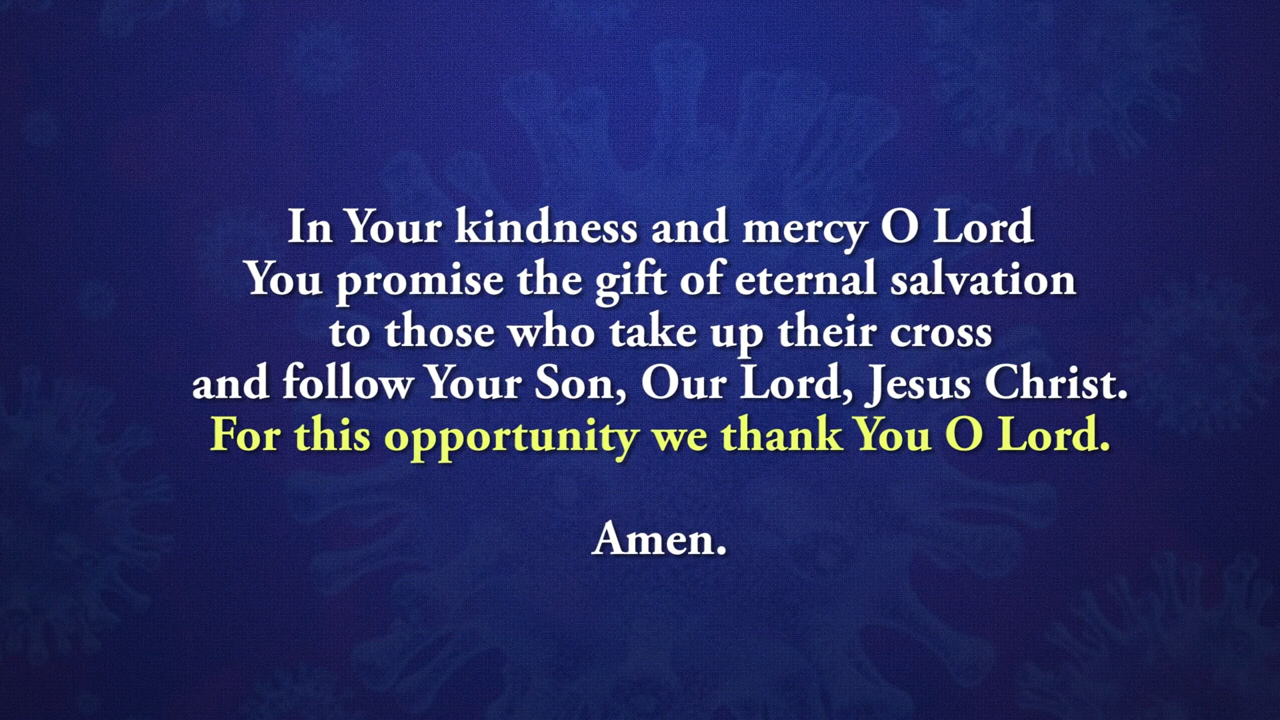 In Your kindness and mercy O Lord
You promise the gift of eternal salvation
to those who take up their cross
and follow Your Son, Our Lord, Jesus Christ.
For this opportunity we thank You O Lord.
Amen.